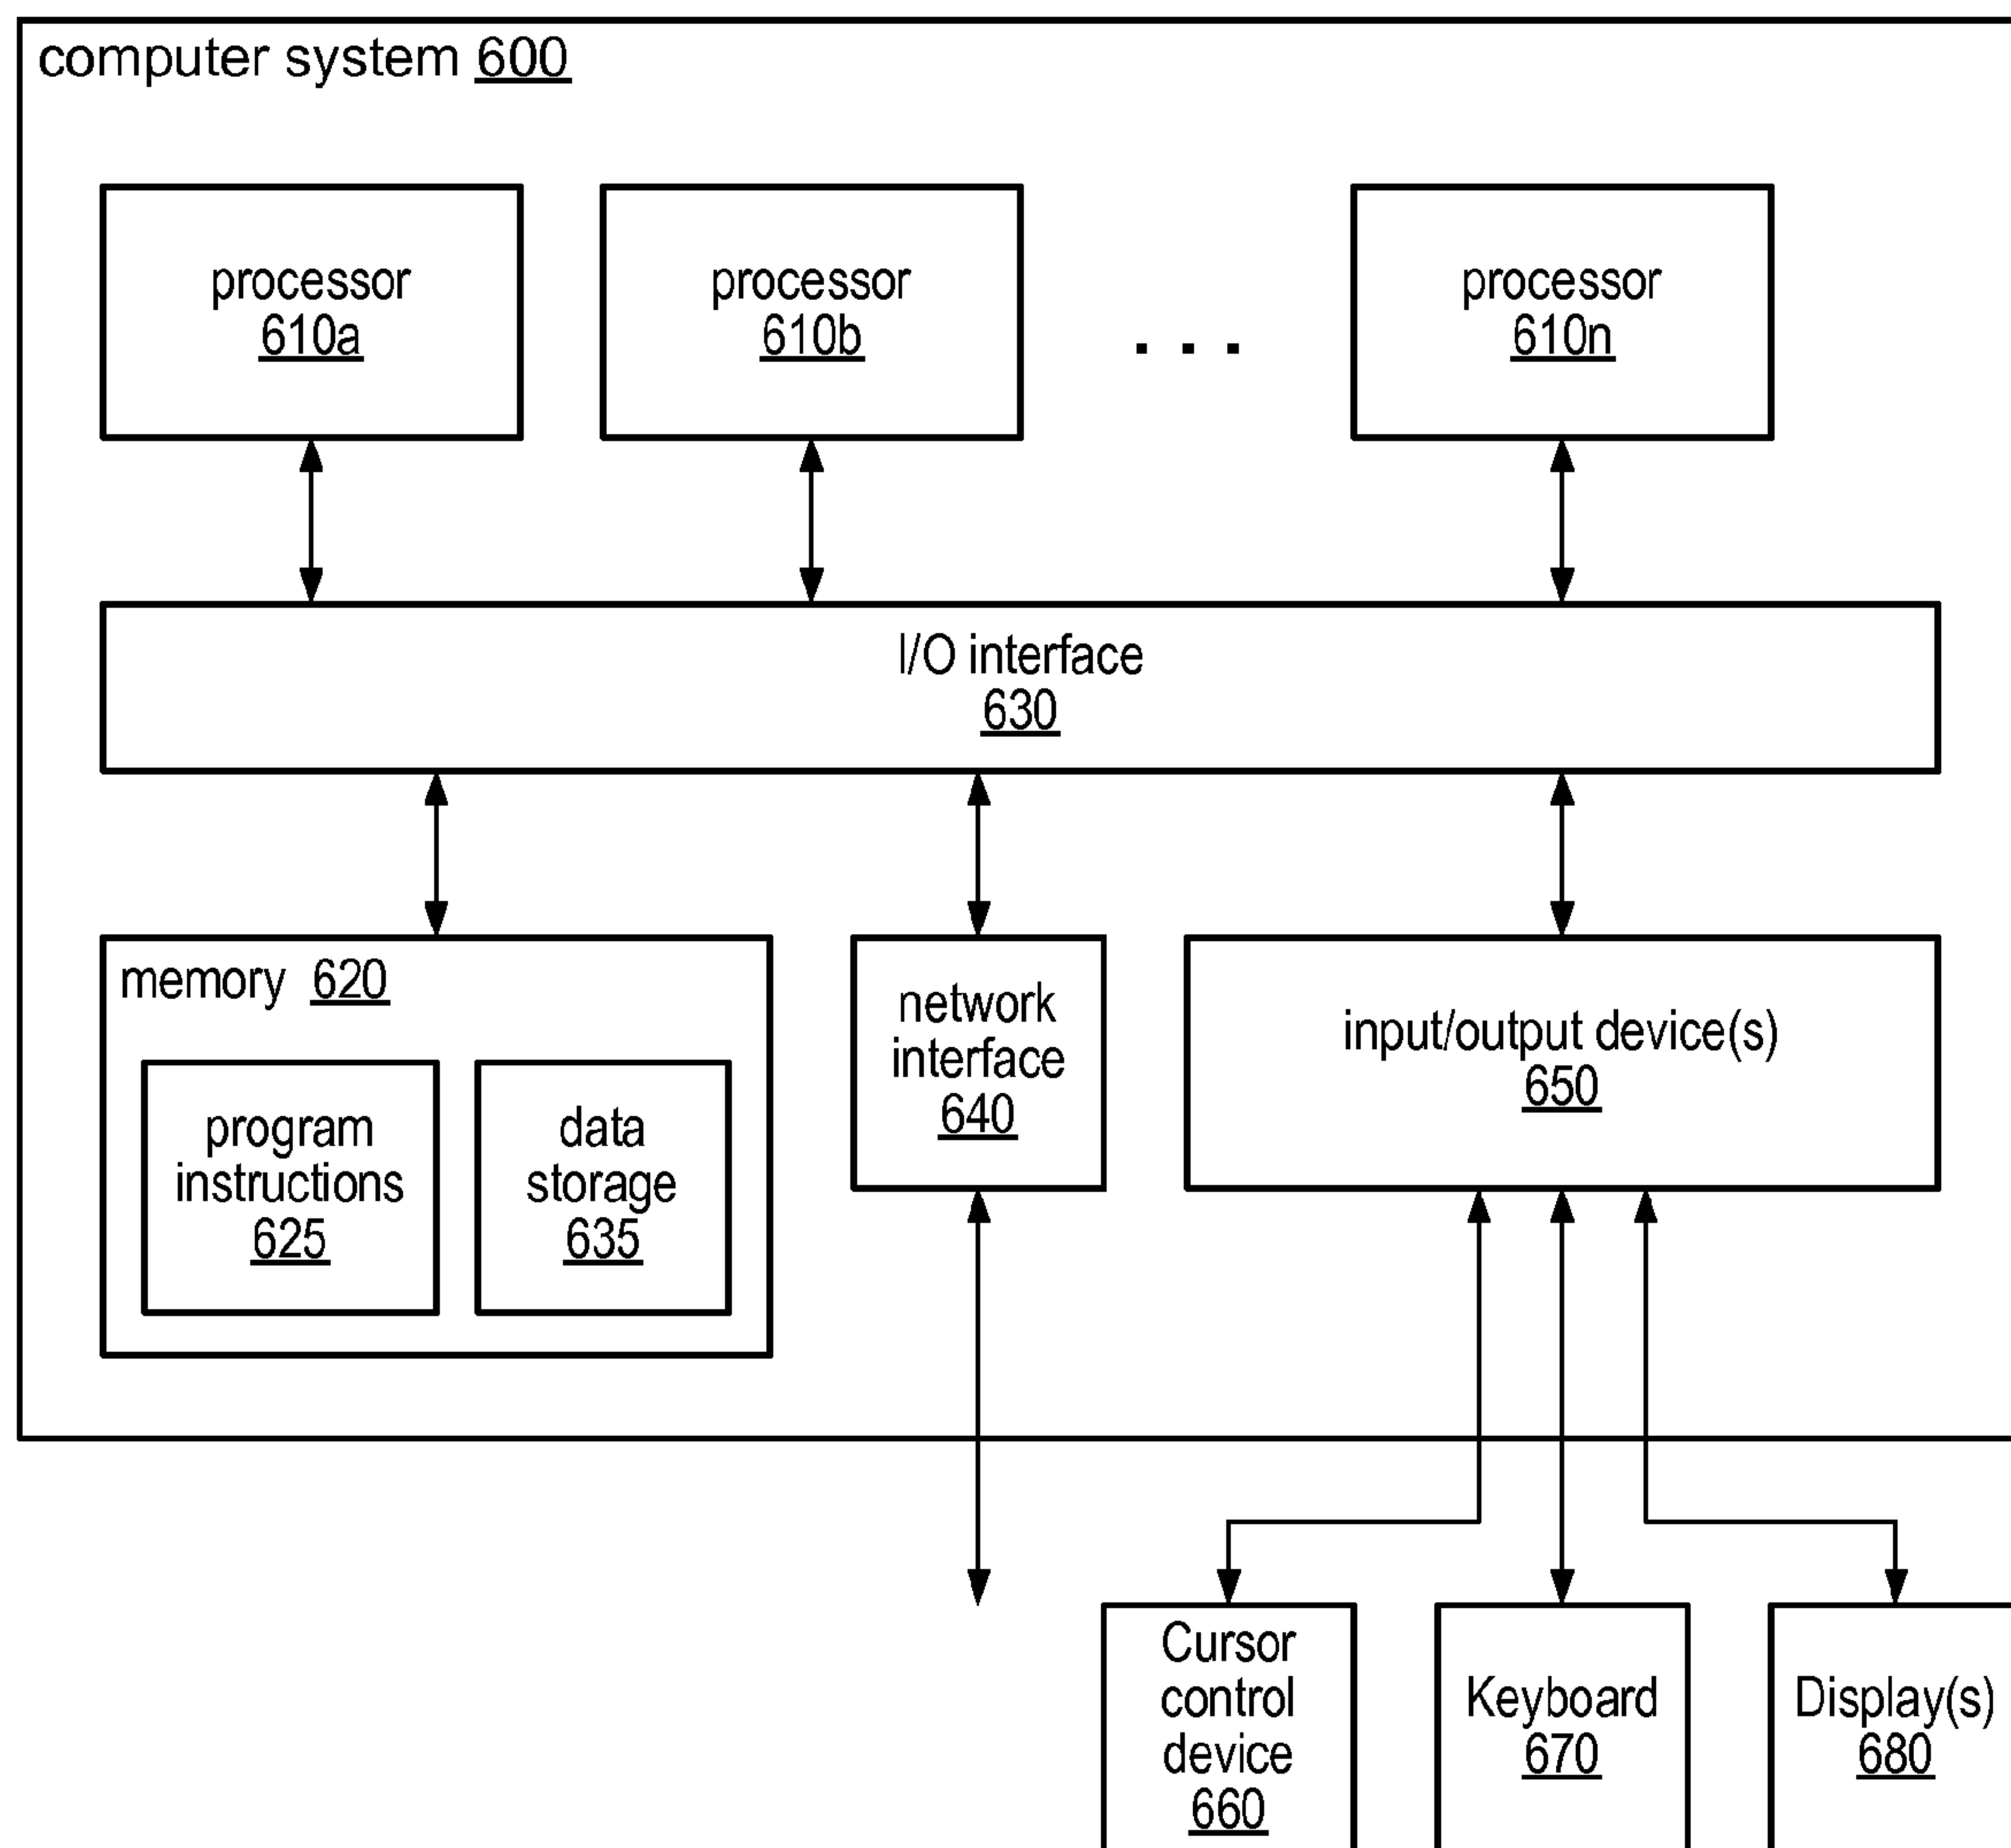 computer system 600
processor
610a
processor
610b
. . .
processor
610n
I/O interface
630
memory 620
program
instructions
625
data
storage
635
network
interface
640
input/output device(s)
650
Cursor
control
device
660
Keyboard
670
Display(s)
680